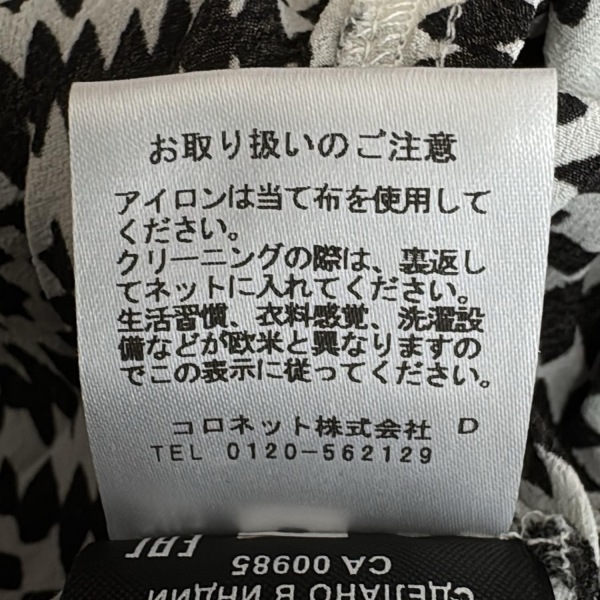 お取り扱いのご注意
アイロンは当て布を使用して
ください。
クリーニングの際は、裏返し
てネットに入れてください。
生活習慣、衣料感覚、洗濯設
備などが欧米と異なりますの
でこの表示に従ってください。
コロネット株式会社 D
TEL 0120-562129
EAC
CA 00985
СДЕЛАНО В ИНДИИ